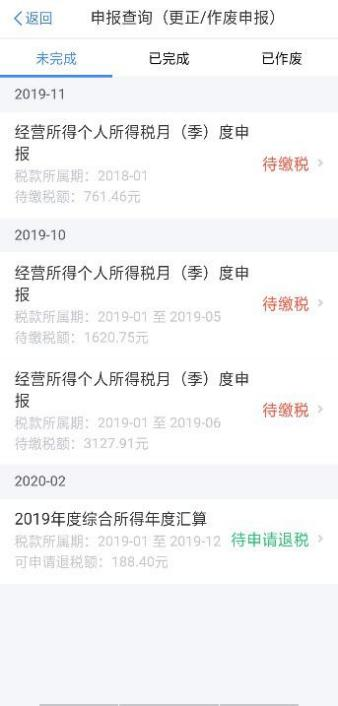 返回
申报查询（更正/作废申报）
未完成
已完成
已作废
2019-11
经营所得个人所得税月（季）度申
报
税款所属期：2018-01
待缴税额：761.46元
待缴税
2019-10
经营所得个人所得税月（季）度申
报
税款所属期：2019-01 至 2019-05
待缴税额：1620.75元
待缴税
经营所得个人所得税月（季）度申
报
税款所属期：2019-01 至 2019-06
待缴税额：3127.91元
待缴税
2020-02
2019年度综合所得年度汇算
税款所属期：2019-01 至 2019-12
可申请退税额：188.40元
待申请退税